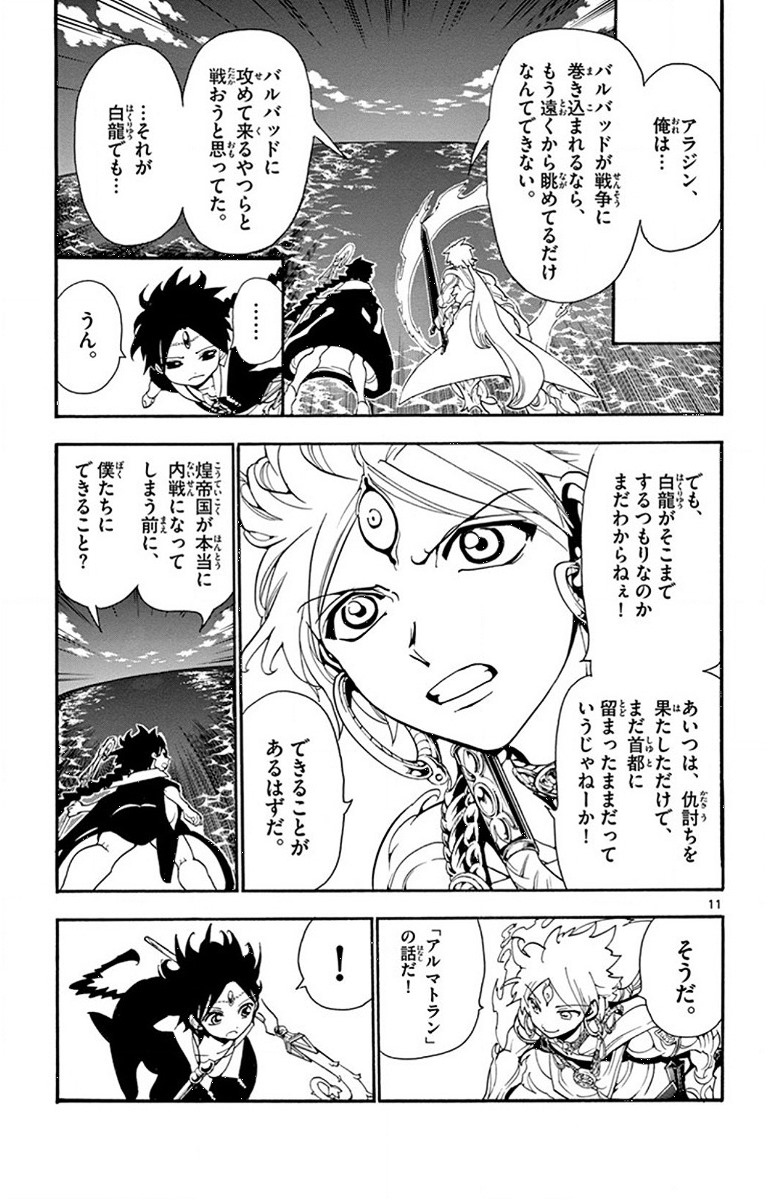 アラジン、
俺は…
バルバッドが戦争に
巻き込まれるなら、
もう遠くから眺めてるだけ
なんてできない。
バルバッドに
攻めて来るやつらと
戦おうと思ってた。
…それが
白龍でも…
……
うん。
でも、
白龍がそこまで
するつもりなのか
まだわからねぇ！
あいつは、仇討ちを
果たしただけで、
まだ首都に
留まったままだって
いうじゃねーか！
できることが
あるはずだ。
煌帝国が本当に
内戦になって
しまう前に、
僕たちに
できること？
11
そうだ。
「アルマトラン」
の話だ！
！